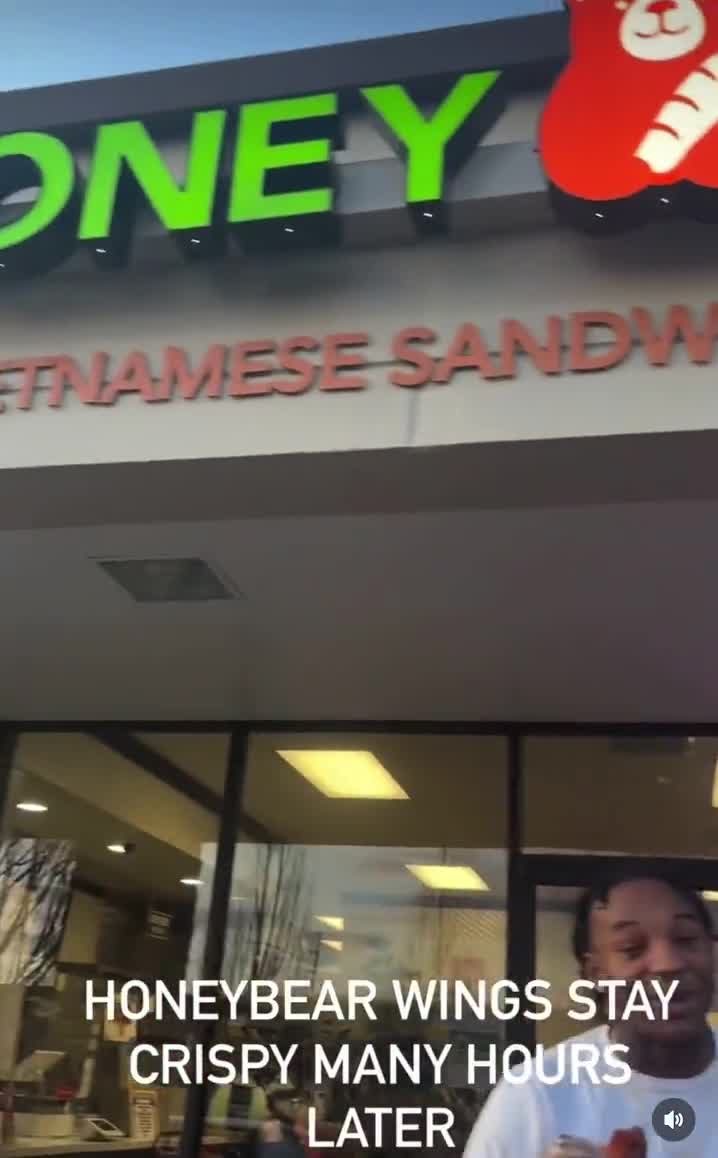 ONEY
ETNAMESE SANDW
HONEYBEAR WINGS STAY
CRISPY MANY HOURS
LATER